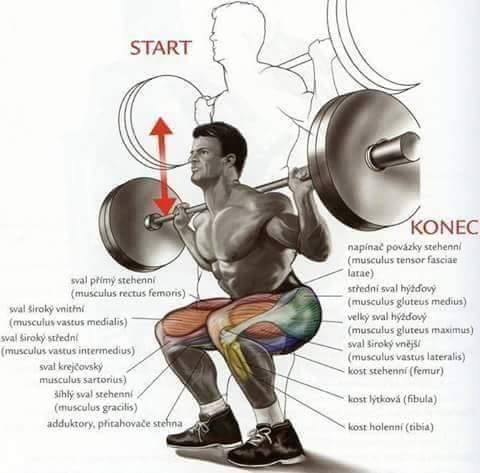 START
KONEC
napínač povázky stehenní
(musculus tensor fasciae
latae)
střední sval hýžďový
(musculus gluteus medius)
velký sval hýžďový
(musculus gluteus maximus)
sval široký vnější
(musculus vastus lateralis)
kost stehenní (femur)
kost lýtková (fibula)
kost holenní (tibia)
sval přímý stehenní
(musculus rectus femoris)
sval široký vnitřní
(musculus vastus medialis)
sval široký střední
(musculus vastus intermedius)
sval krejčovský
musculus sartorius)
šíhlý sval stehenní
(musculus gracilis)
adduktory, přitahovače stehna